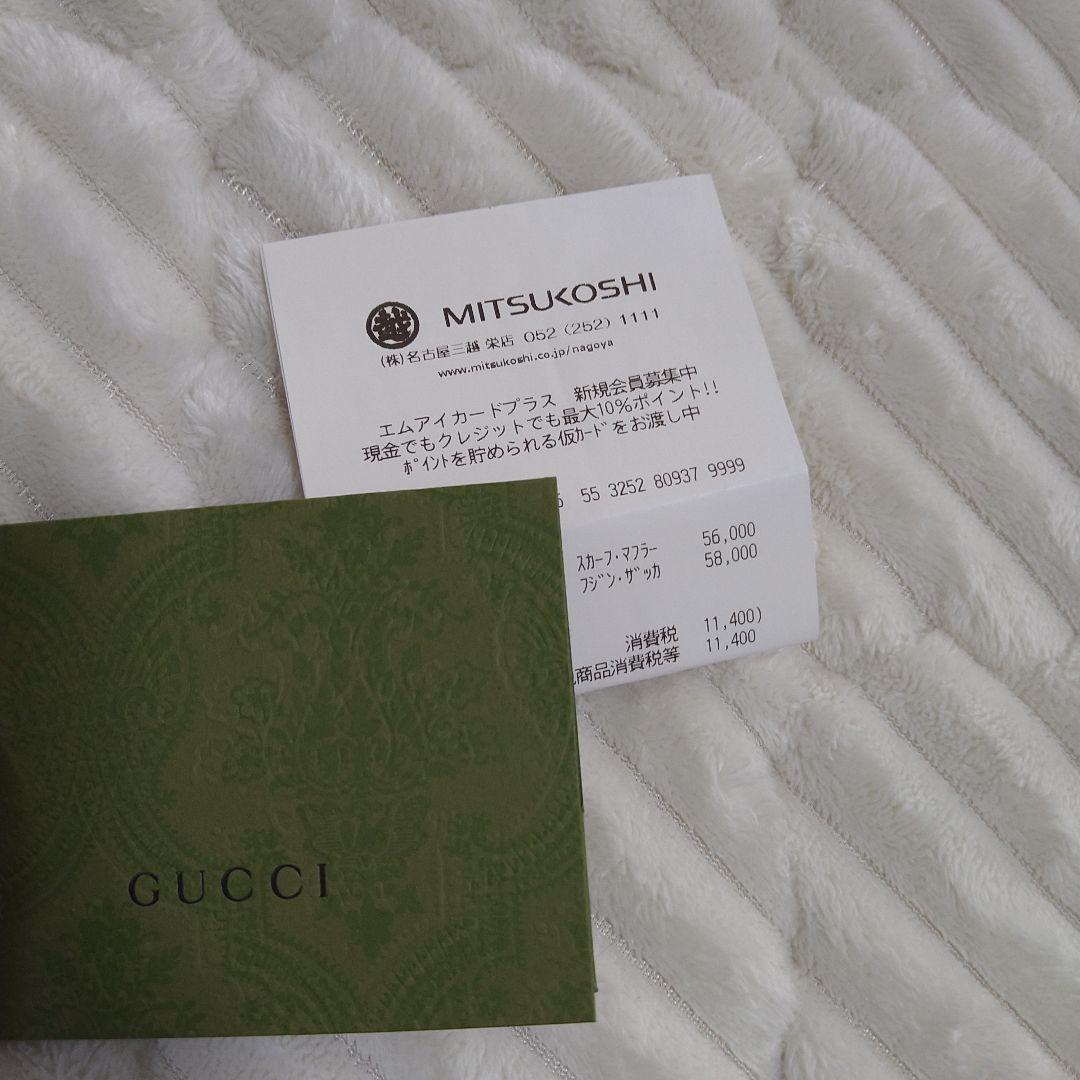 越 MITSUKOSHI
(株)名古屋三越 栄店 052 (252) 1111
www.mitsukoshi.co.jp/nagoya
エムアイカードプラス 新規会員募集中
現金でもクレジットでも最大10%ポイント!!
ﾎﾟｲﾝﾄを貯められる仮ｶｰﾄﾞをお渡し中
55 3252 80937 9999
ｽｶｰﾌ・ﾏﾌﾗｰ 56,000
ﾌｼﾞﾝ・ｻﾞｯｶ 58,000
消費税 11,400)
商品消費税等 11,400
GUCCI